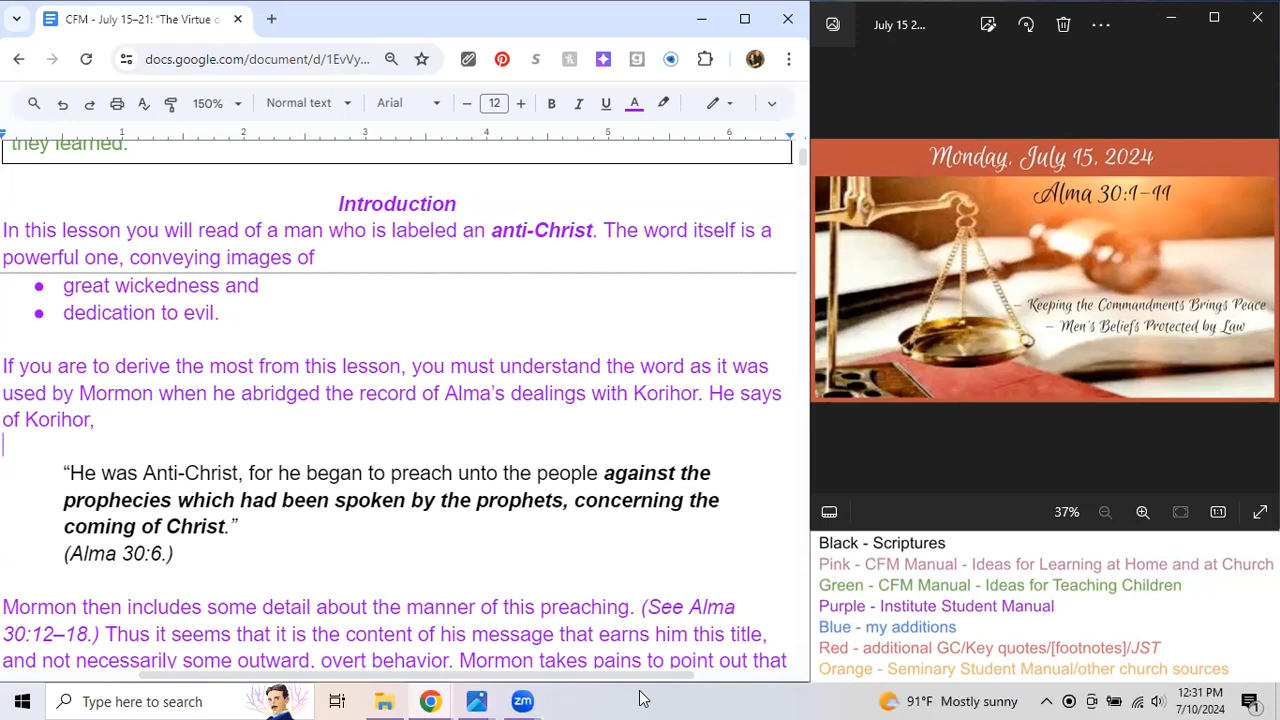 CFM - July 15–21: "The Virtue o
July 15 2...
docs.google.com/document/d/1EvVy...
150%
Normal text
Arial
12
1 2 3 4 5 6
they learned.
Introduction
In this lesson you will read of a man who is labeled an anti-Christ. The word itself is a
powerful one, conveying images of
● great wickedness and
● dedication to evil.
If you are to derive the most from this lesson, you must understand the word as it was
used by Mormon when he abridged the record of Alma's dealings with Korihor. He says
of Korihor,
"He was Anti-Christ, for he began to preach unto the people against the
prophecies which had been spoken by the prophets, concerning the
coming of Christ."
(Alma 30:6.)
Mormon then includes some detail about the manner of this preaching. (See Alma
30:12–18.) Thus it seems that it is the content of his message that earns him this title,
and not necessarily some outward, overt behavior. Mormon takes pains to point out that
Monday, July 15, 2024
Alma 30:1-11
– Keeping the Commandments Brings Peace
– Men's Beliefs Protected by Law
37%
1:1
Black - Scriptures
Pink - CFM Manual - Ideas for Learning at Home and at Church
Green - CFM Manual - Ideas for Teaching Children
Purple - Institute Student Manual
Blue - my additions
Red - additional GC/Key quotes/[footnotes]/JST
Orange - Seminary Student Manual/other church sources
Type here to search
zm
91°F Mostly sunny
12:31 PM
7/10/2024
1